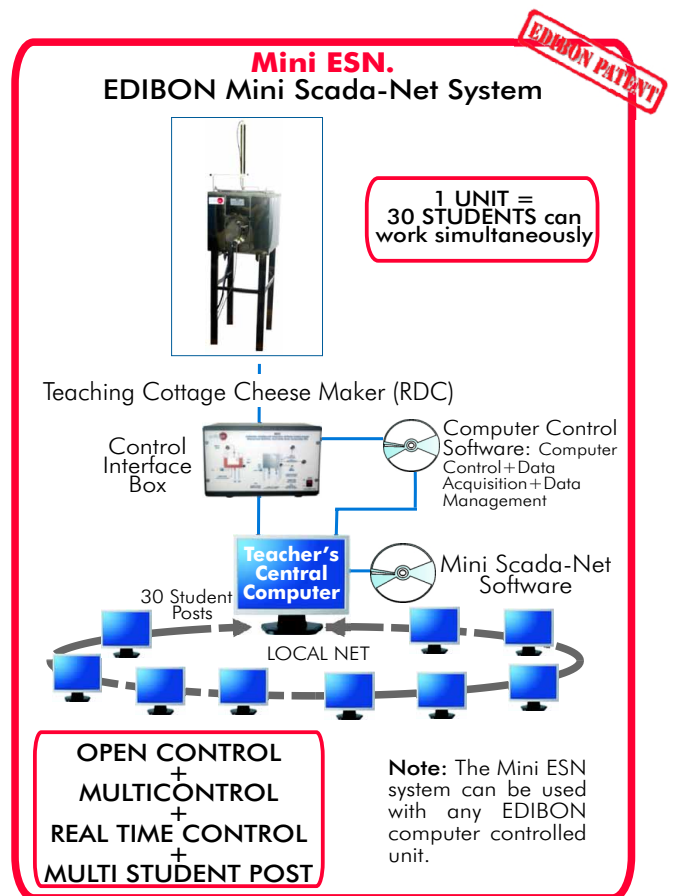 EDIBON PATENT
Mini ESN.
EDIBON Mini Scada-Net System
1 UNIT =
30 STUDENTS can
work simultaneously
Teaching Cottage Cheese Maker (RDC)
Control
Interface
Box
Computer Control
Software: Computer
Control+Data
Acquisition+Data
Management
Teacher's
Central
Computer
Mini Scada-Net
Software
30 Student
Posts
LOCAL NET
OPEN CONTROL
+
MULTICONTROL
+
REAL TIME CONTROL
+
MULTI STUDENT POST
Note: The Mini ESN
system can be used
with any EDIBON
computer controlled
unit.